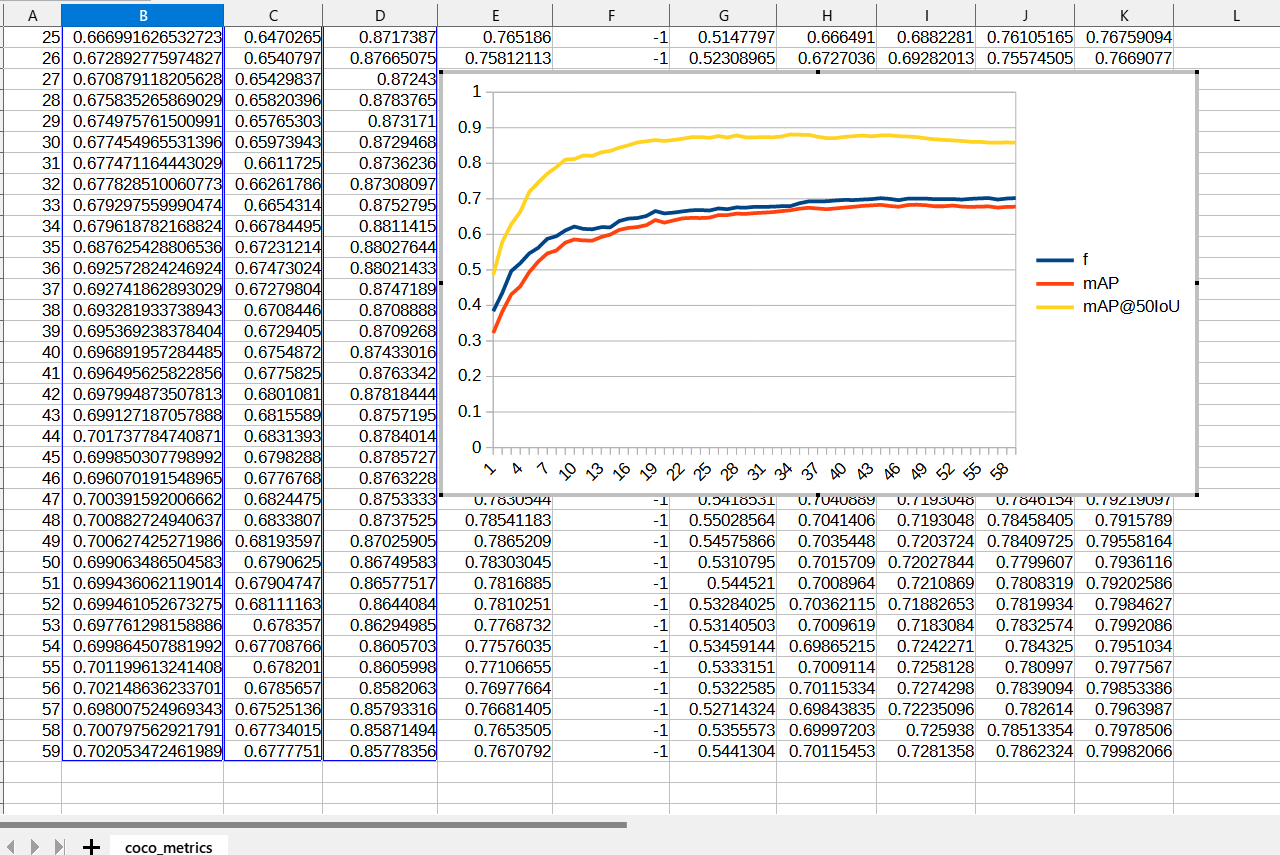 A B C D E F G H I J K L
25 0.666991626532723 0.6470265 0.8717387 0.765186 -1 0.5147797 0.666491 0.6882281 0.76105165 0.76759094
26 0.672892775974827 0.6540797 0.87665075 0.75812113 -1 0.52308965 0.6727036 0.69282013 0.75574505 0.7669077
27 0.670879118205628 0.65429837 0.87243
28 0.675835265869029 0.65820396 0.8783765
29 0.674975761500991 0.65765303 0.873171
30 0.677454965531396 0.65973943 0.8729468
31 0.677471164443029 0.6611725 0.8736236
32 0.677828510060773 0.66261786 0.87308097
33 0.679297559990474 0.6654314 0.8752795
34 0.679618782168824 0.66784495 0.8811415
35 0.687625428806536 0.67231214 0.88027644
36 0.692572824246924 0.67473024 0.88021433
37 0.692741862893029 0.67279804 0.8747189
38 0.693281933738943 0.6708446 0.8708888
39 0.695369238378404 0.6729405 0.8709268
40 0.696891957284485 0.6754872 0.87433016
41 0.696495625822856 0.6775825 0.8763342
42 0.697994873507813 0.6801081 0.87818444
43 0.699127187057888 0.6815589 0.8757195
44 0.701737784740871 0.6831393 0.8784014
45 0.699850307798992 0.6798288 0.8785727
46 0.696070191548965 0.6776768 0.8763228
1
0.9
0.8
0.7
0.6
0.5
0.4
0.3
0.2
0.1
0
1 4 7 10 13 16 19 22 25 28 31 34 37 40 43 46 49 52 55 58
f
mAP
mAP@50IoU
47 0.700391592006662 0.6824475 0.8753333 0.7830544 -1 0.5418531 0.7040889 0.7193048 0.7846154 0.79219097
48 0.700882724940637 0.6833807 0.8737525 0.78541183 -1 0.55028564 0.7041406 0.7193048 0.78458405 0.7915789
49 0.700627425271986 0.68193597 0.87025905 0.7865209 -1 0.54575866 0.7035448 0.7203724 0.78409725 0.79558164
50 0.699063486504583 0.6790625 0.86749583 0.78303045 -1 0.5310795 0.7015709 0.72027844 0.7799607 0.7936116
51 0.699436062119014 0.67904747 0.86577517 0.7816885 -1 0.544521 0.7008964 0.7210869 0.7808319 0.79202586
52 0.699461052673275 0.68111163 0.8644084 0.7810251 -1 0.53284025 0.70362115 0.71882653 0.7819934 0.7984627
53 0.697761298158886 0.678357 0.86294985 0.7768732 -1 0.53140503 0.7009619 0.7183084 0.7832574 0.7992086
54 0.699864507881992 0.67708766 0.8605703 0.77576035 -1 0.53459144 0.69865215 0.7242271 0.784325 0.7951034
55 0.701199613241408 0.678201 0.8605998 0.77106655 -1 0.5333151 0.7009114 0.7258128 0.780997 0.7977567
56 0.702148636233701 0.6785657 0.8582063 0.76977664 -1 0.5322585 0.70115334 0.7274298 0.7839094 0.79853386
57 0.698007524969343 0.67525136 0.85793316 0.76681405 -1 0.52714324 0.69843835 0.72235096 0.782614 0.7963987
58 0.700797562921791 0.67734015 0.85871494 0.7653505 -1 0.5355573 0.69997203 0.725938 0.78513354 0.7978506
59 0.702053472461989 0.6777751 0.85778356 0.7670792 -1 0.5441304 0.70115453 0.7281358 0.7862324 0.79982066
coco_metrics